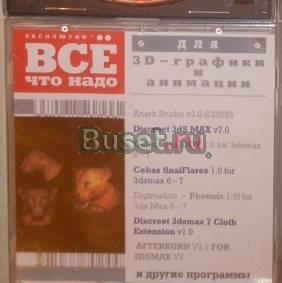 АБСОЛЮТНО
ВСЁ
ЧТО НАДО
для
3D-графики
и
анимации
Anark Studio v3.0.0.23255
Discreet 3dS MAX v7.0
Buset.ru
1.0 for 3dsmax
Cebas finalFlares 1.0 for
3dsmax 6-7
Digimation - Phoenix 1.5f for
3ds Max 6-7
Discreet 3dsmax 7 Cloth
Extension v1.0
AFTERBURN V3.1 FOR
3DSMAX V7
и другие программы